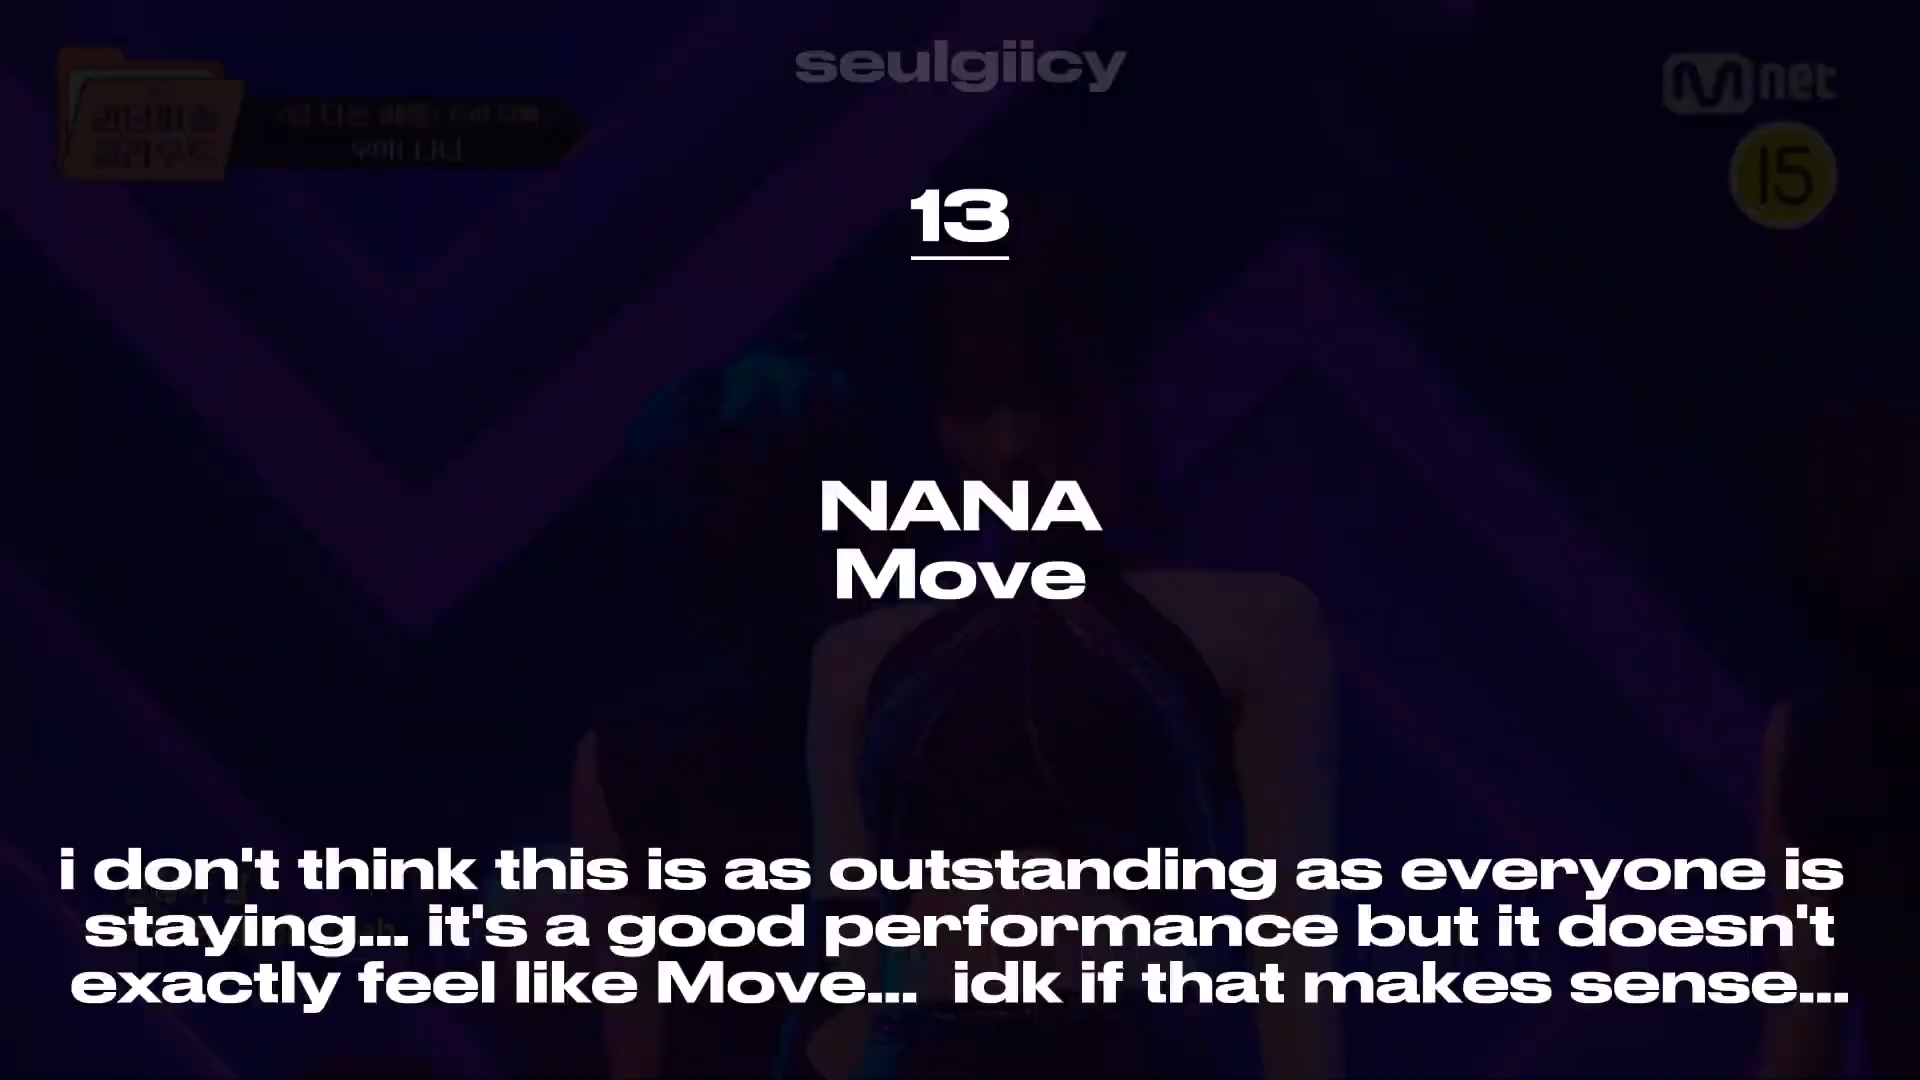 seulgiicy
Mnet
15
13
NANA
Move
i don't think this is as outstanding as everyone is
staying... it's a good performance but it doesn't
exactly feel like Move...  idk if that makes sense...